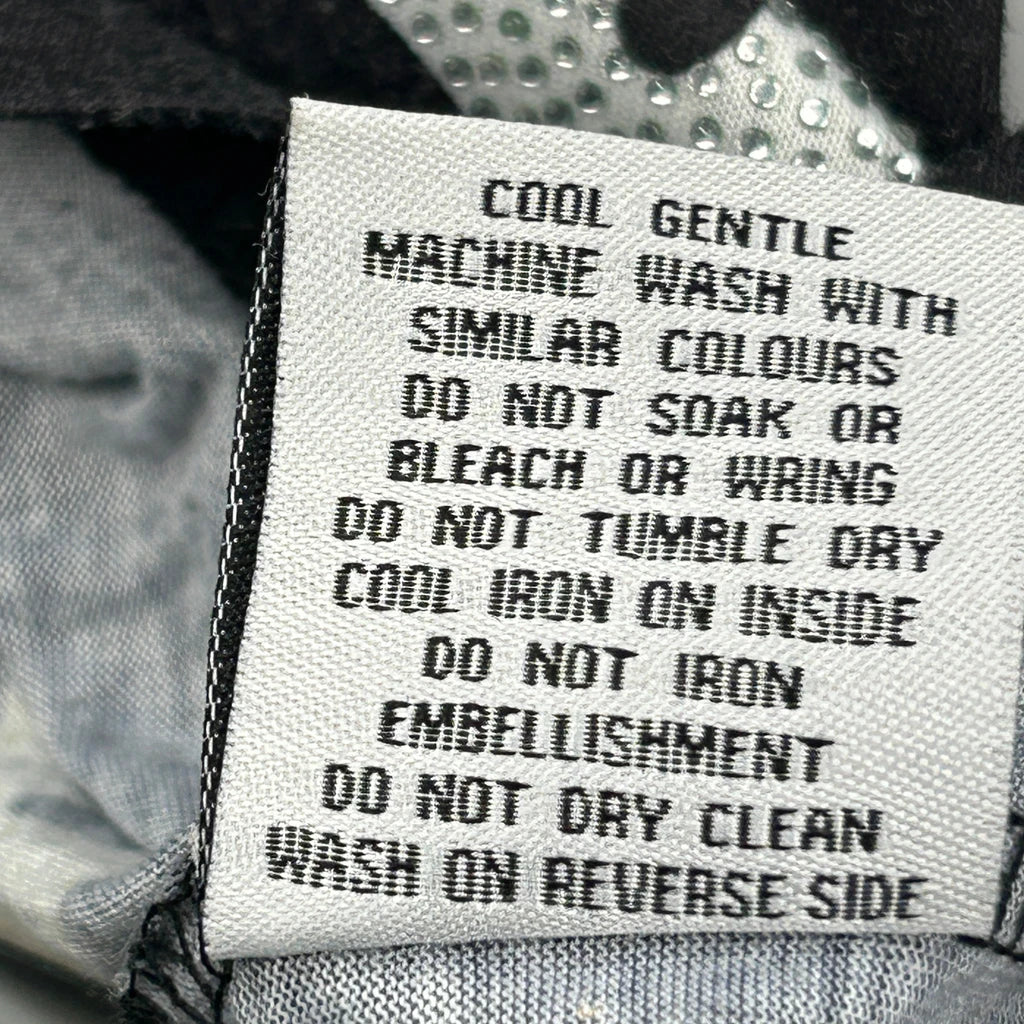 COOL GENTLE
MACHINE WASH WITH
SIMILAR COLOURS
DO NOT SOAK OR
BLEACH OR WRING
DO NOT TUMBLE DRY
COOL IRON ON INSIDE
DO NOT IRON
EMBELLISHMENT
DO NOT DRY CLEAN
WASH ON REVERSE SIDE